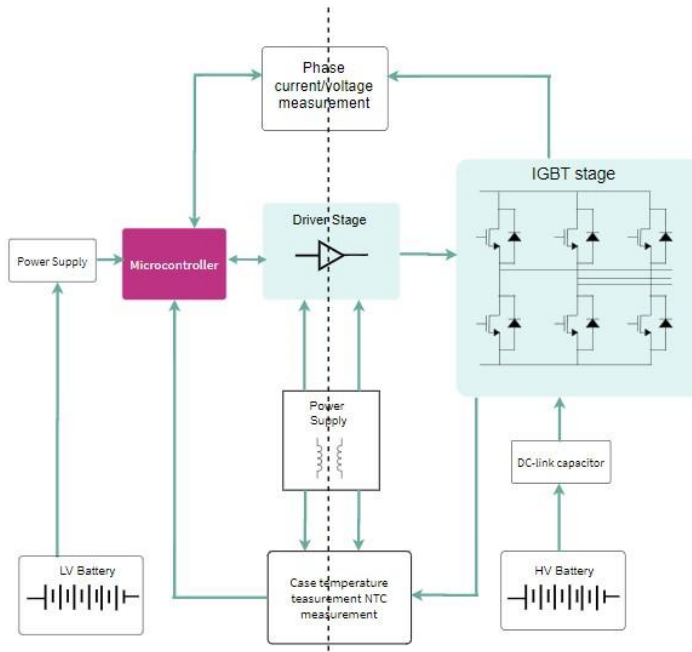 Phase
current/voltage
measurement
IGBT stage
Driver Stage
Power Supply
Microcontroller
Power
Supply
DC-link capacitor
LV Battery
Case temperature
teasurement NTC
measurement
HV Battery